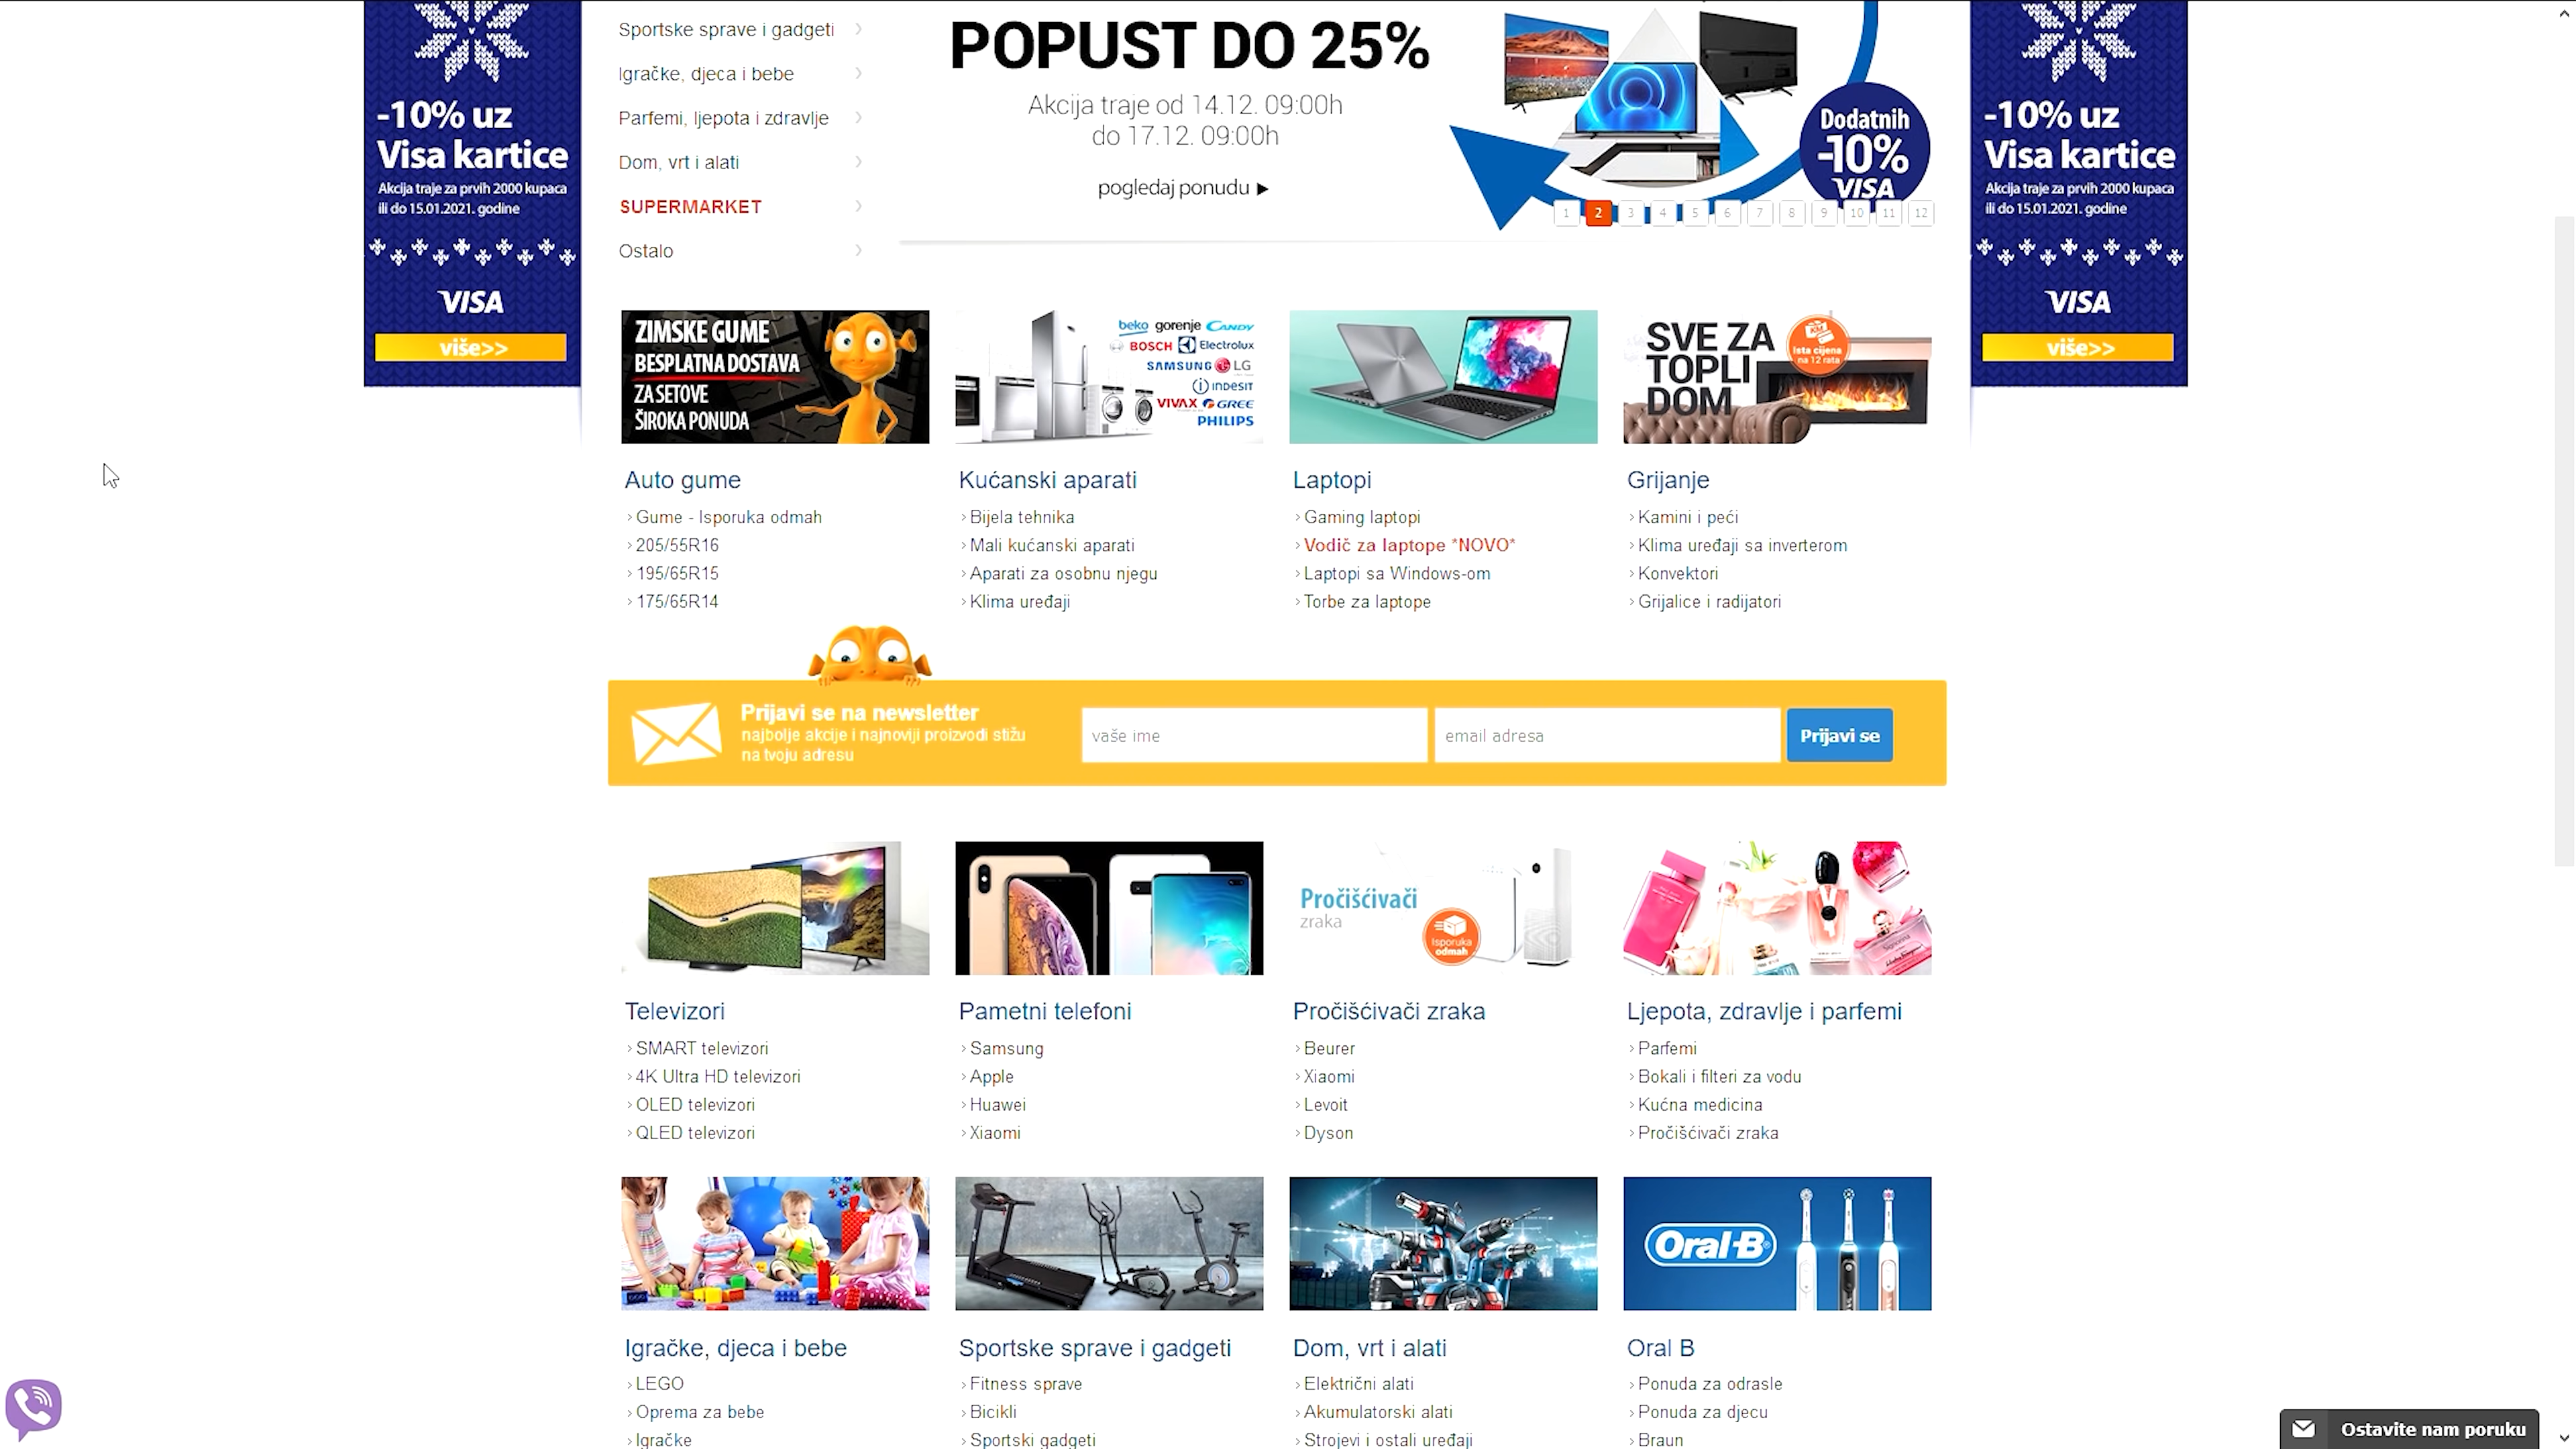 -10% uz
Visa kartice
Akcija traje za prvih 2000 kupaca
ili do 15.01.2021. godine
VISA
više>>
Sportske sprave i gadgeti
Igračke, djeca i bebe
Parfemi, ljepota i zdravlje
Dom, vrt i alati
SUPERMARKET
Ostalo
POPUST DO 25%
Akcija traje od 14.12. 09:00h
do 17.12. 09:00h
pogledaj ponudu ►
Dodatnih
-10%
VISA
1 2 3 4 5 6 7 8 9 10 11 12
-10% uz
Visa kartice
Akcija traje za prvih 2000 kupaca
ili do 15.01.2021. godine
VISA
više>>
ZIMSKE GUME
BESPLATNA DOSTAVA
ZA SETOVE
ŠIROKA PONUDA
beko gorenje CANDY
BOSCH Electrolux
SAMSUNG LG
INDESIT
VIVAX GREE
PHILIPS
SVE ZA
TOPLI
DOM
KM
Ista cijena
na 12 rata
Auto gume
Gume - Isporuka odmah
205/55R16
195/65R15
175/65R14
Kućanski aparati
Bijela tehnika
Mali kućanski aparati
Aparati za osobnu njegu
Klima uređaji
Laptopi
Gaming laptopi
Vodič za laptope *NOVO*
Laptopi sa Windows-om
Torbe za laptope
Grijanje
Kamini i peći
Klima uređaji sa inverterom
Konvektori
Grijalice i radijatori
Prijavi se na newsletter
najbolje akcije i najnoviji proizvodi stižu
na tvoju adresu
vaše ime
email adresa
Prijavi se
Pročišćivači
zraka
Isporuka
odmah
Televizori
SMART televizori
4K Ultra HD televizori
OLED televizori
QLED televizori
Pametni telefoni
Samsung
Apple
Huawei
Xiaomi
Pročišćivači zraka
Beurer
Xiaomi
Levoit
Dyson
Ljepota, zdravlje i parfemi
Parfemi
Bokali i filteri za vodu
Kućna medicina
Pročišćivači zraka
Oral-B
Igračke, djeca i bebe
LEGO
Oprema za bebe
Igračke
Sportske sprave i gadgeti
Fitness sprave
Bicikli
Sportski gadgeti
Dom, vrt i alati
Električni alati
Akumulatorski alati
Strojevi i ostali uređaji
Oral B
Ponuda za odrasle
Ponuda za djecu
Braun
Ostavite nam poruku